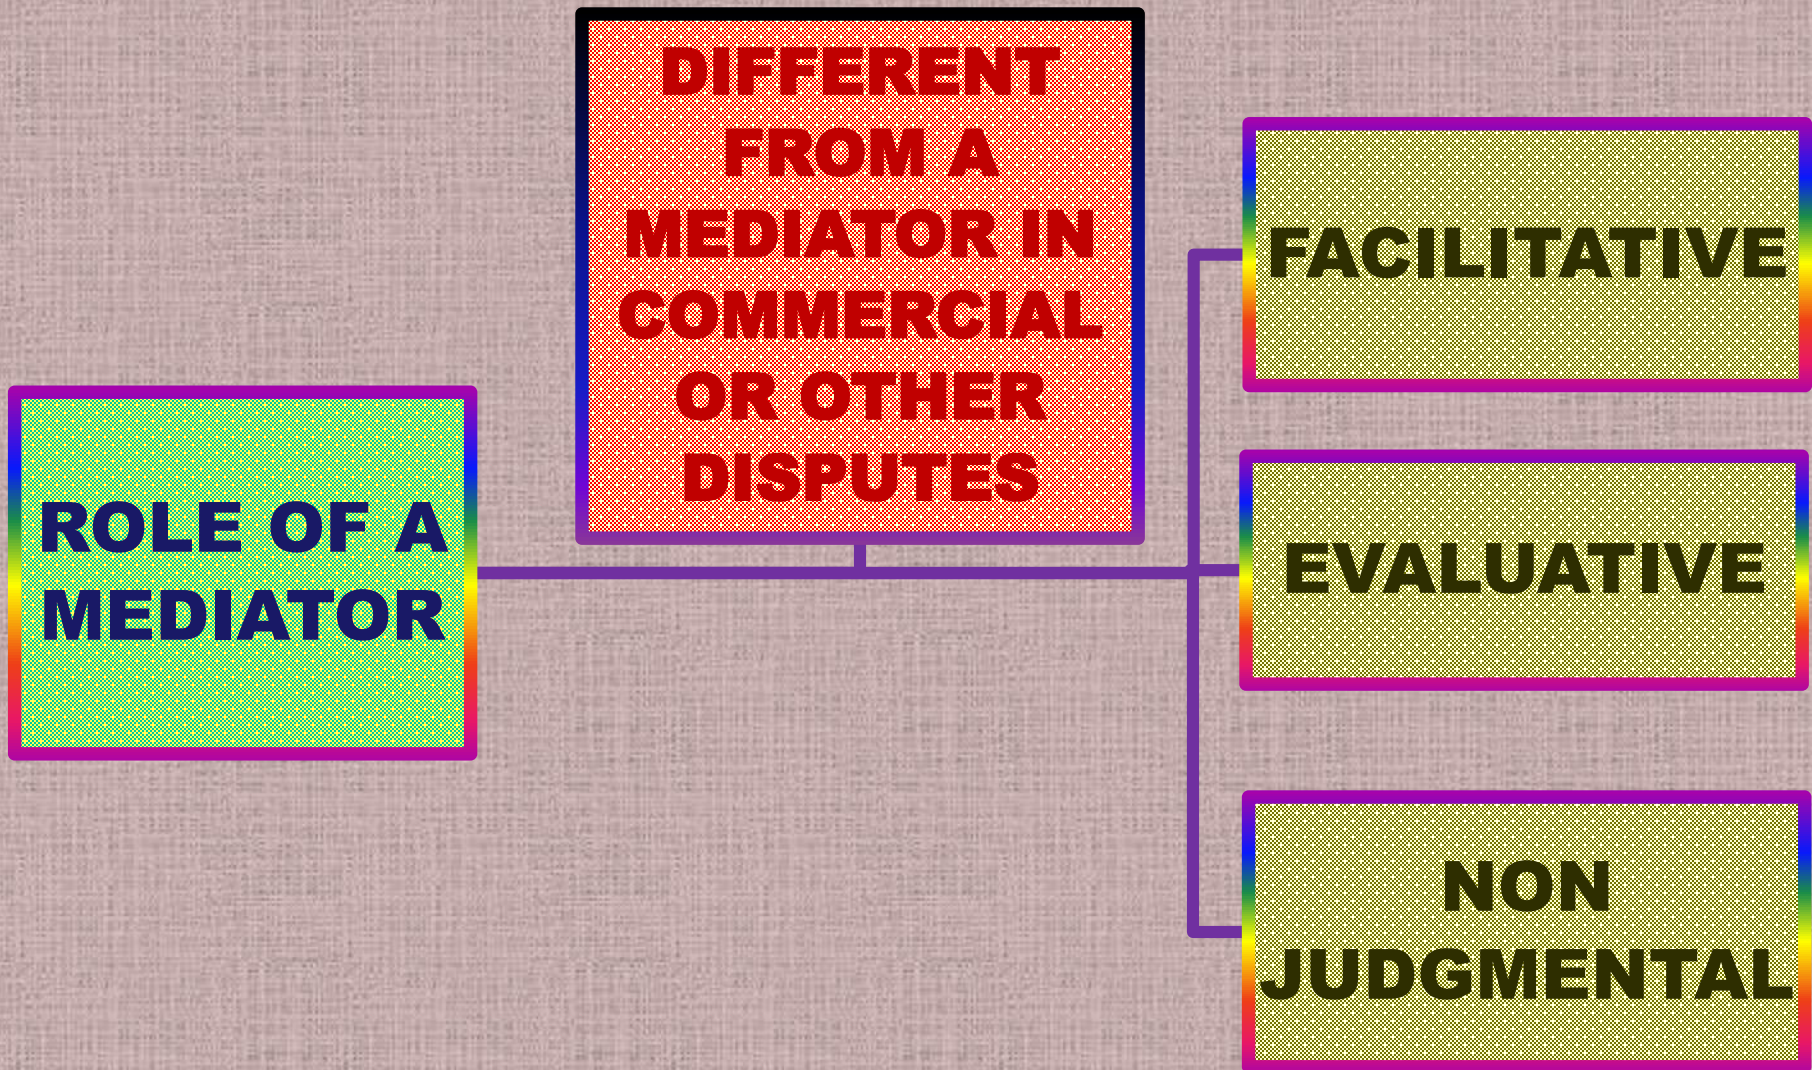 ROLE OF A
MEDIATOR
DIFFERENT
FROM A
MEDIATOR IN
COMMERCIAL
OR OTHER
DISPUTES
FACILITATIVE
EVALUATIVE
NON
JUDGMENTAL